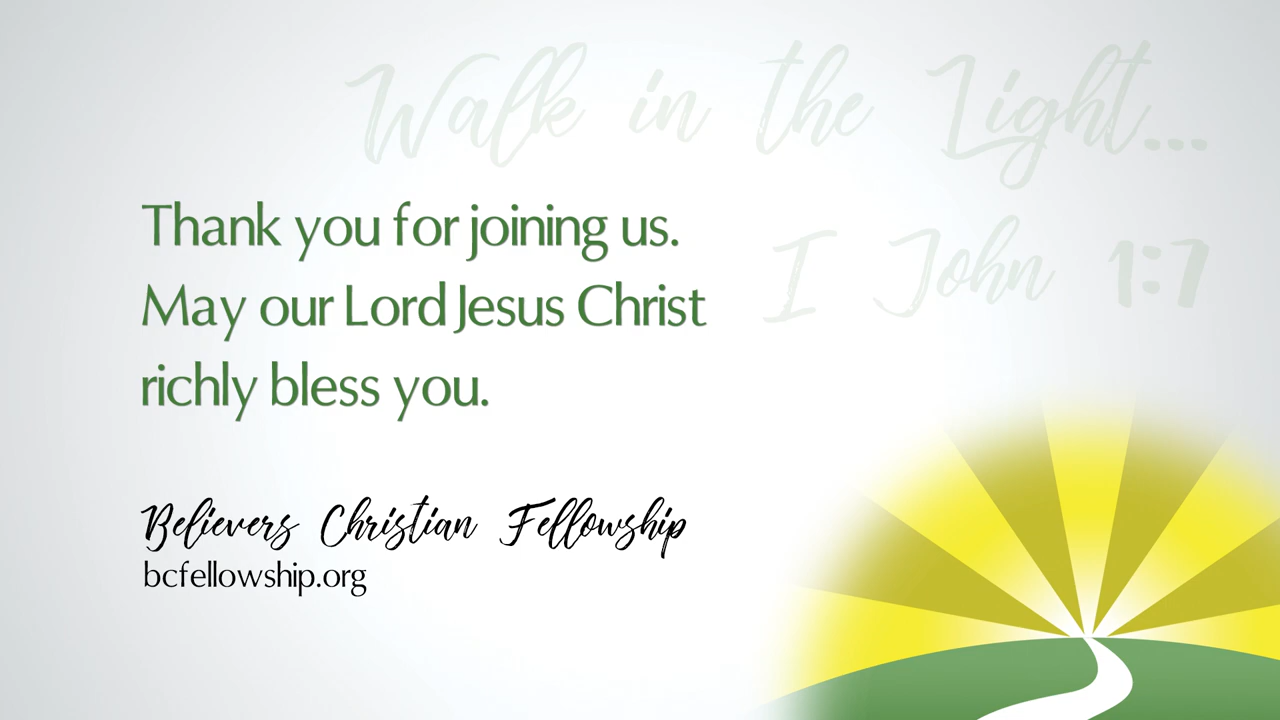 Walk in the Light...
I John 1:7
Thank you for joining us.
May our Lord Jesus Christ
richly bless you.
Believers Christian Fellowship
bcfellowship.org